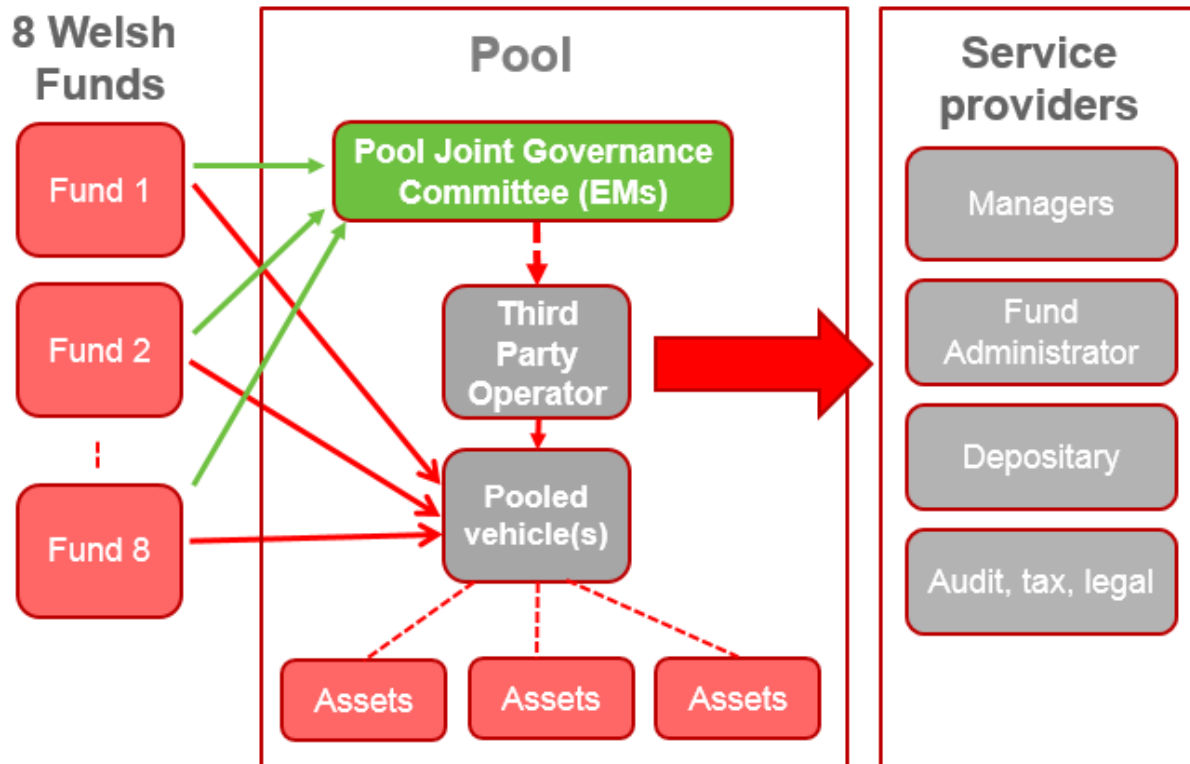 8 Welsh
Funds
Fund 1
Fund 2
Fund 8
Pool
Pool Joint Governance
Committee (EMs)
Third
Party
Operator
Pooled
vehicle(s)
Assets
Assets
Assets
Service
providers
Managers
Fund
Administrator
Depositary
Audit, tax, legal